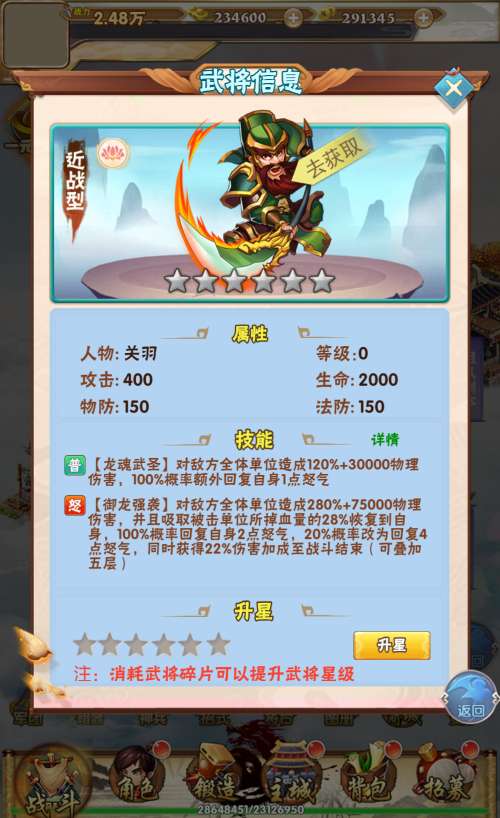 战力 2.48万
234600
291345
武将信息
近战型
去获取
属性
人物: 关羽
等级:0
攻击: 400
生命: 2000
物防: 150
法防: 150
技能
详情
普 【龙魂武圣】对敌方全体单位造成120%+30000物理
伤害，100%概率额外回复自身1点怒气
怒 【御龙强袭】对敌方全体单位造成280%+75000物理
伤害，并且吸取被击单位所掉血量的28%恢复到自
身，100%概率回复自身2点怒气，20%概率改为回复4
点怒气，同时获得22%伤害加成至战斗结束（可叠加
五层）
升星
升星
注：消耗武将碎片可以提升武将星级
返回
军团
战斗
角色
锻造
主城
背包
招募
28648451/23126950